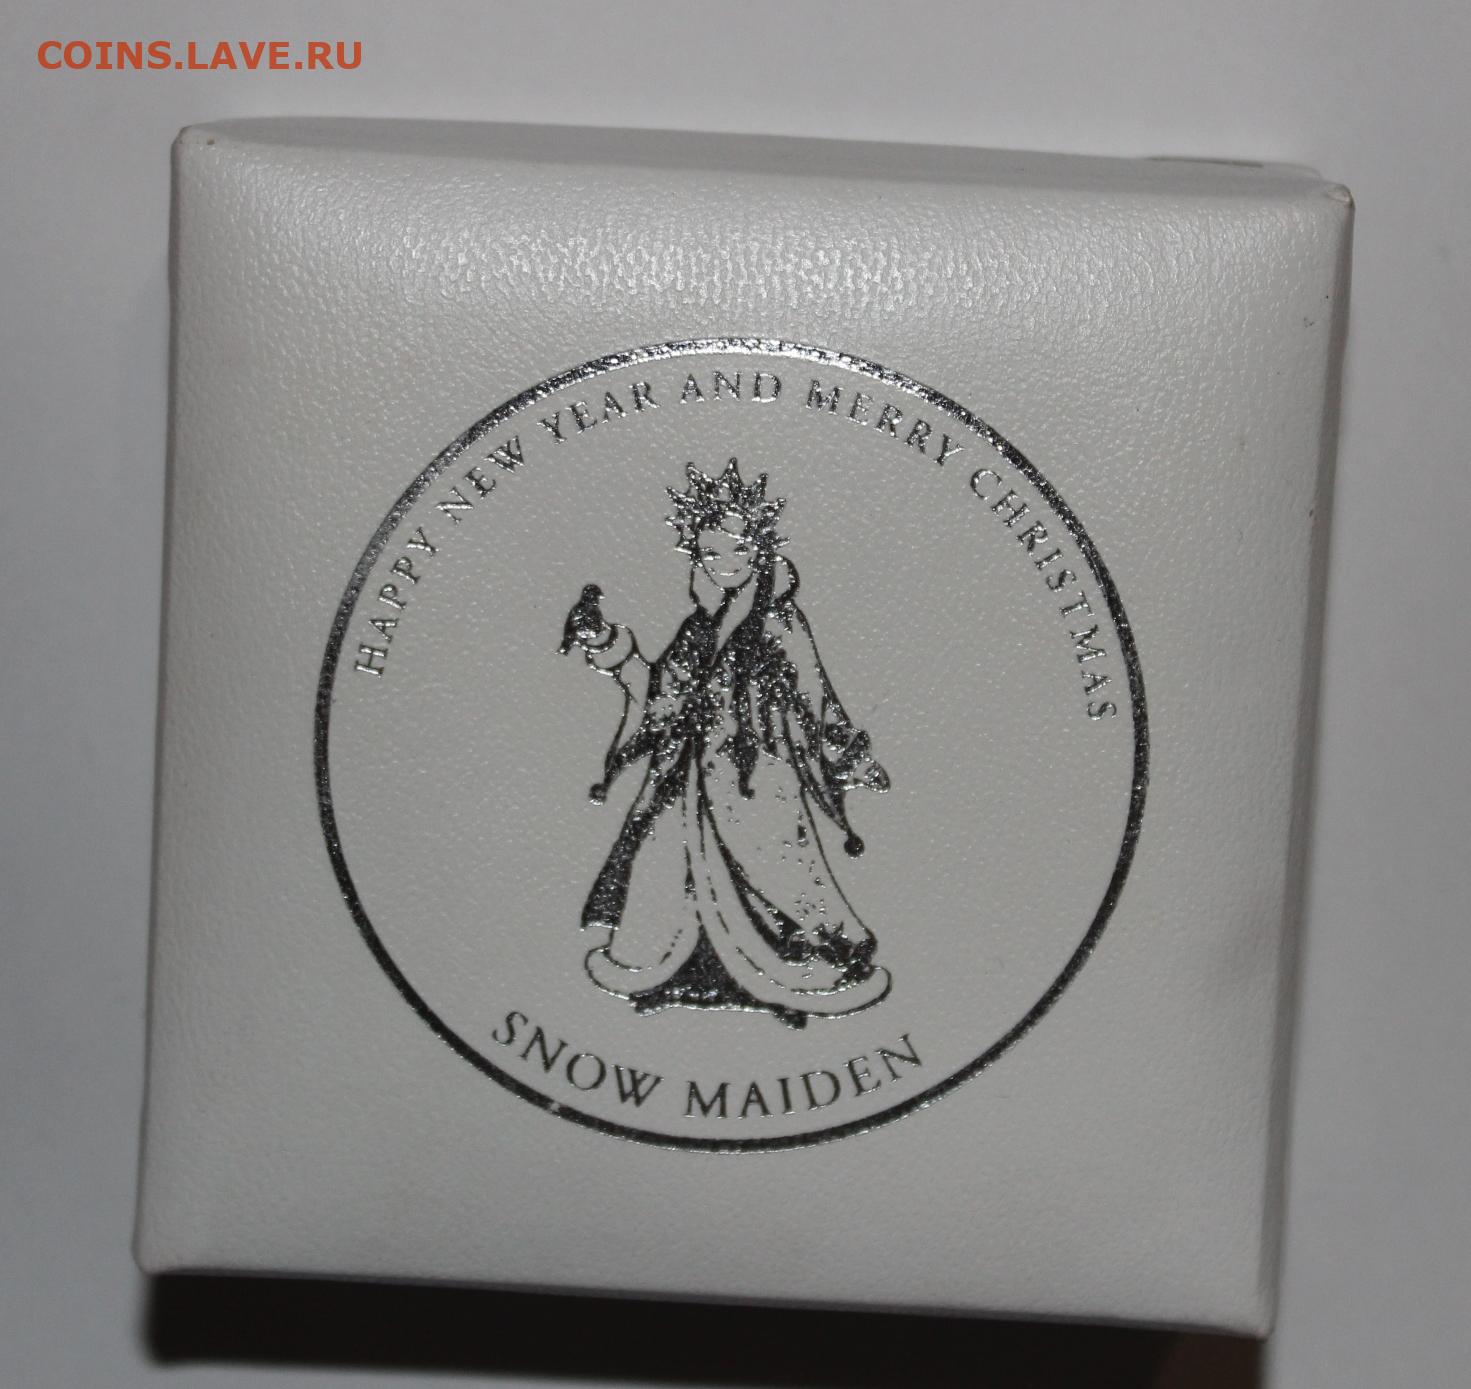 COINS.LAVE.RU
HAPPY NEW YEAR AND MERRY CHRISTMAS
SNOW MAIDEN